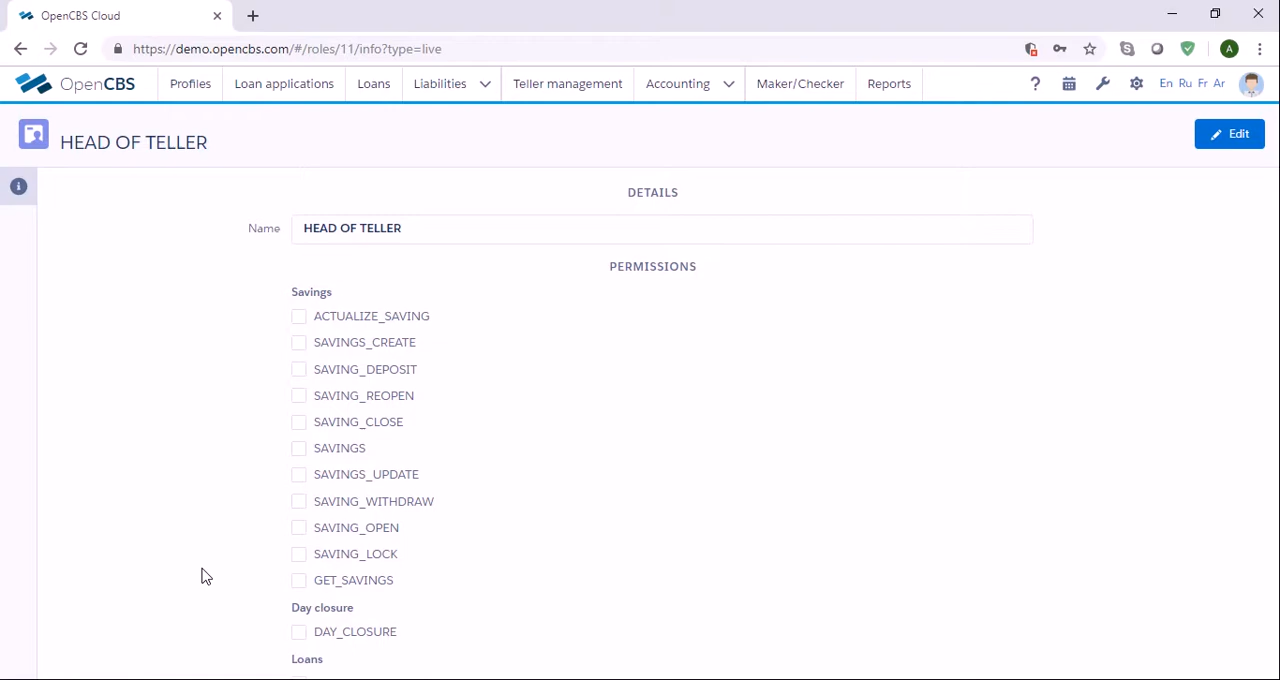 OpenCBS Cloud
https://demo.opencbs.com/#/roles/11/info?type=live
A
OpenCBS
Profiles
Loan applications
Loans
Liabilities
Teller management
Accounting
Maker/Checker
Reports
?
En Ru Fr Ar
HEAD OF TELLER
Edit
DETAILS
Name
HEAD OF TELLER
PERMISSIONS
Savings
ACTUALIZE_SAVING
SAVINGS_CREATE
SAVING_DEPOSIT
SAVING_REOPEN
SAVING_CLOSE
SAVINGS
SAVINGS_UPDATE
SAVING_WITHDRAW
SAVING_OPEN
SAVING_LOCK
GET_SAVINGS
Day closure
DAY_CLOSURE
Loans